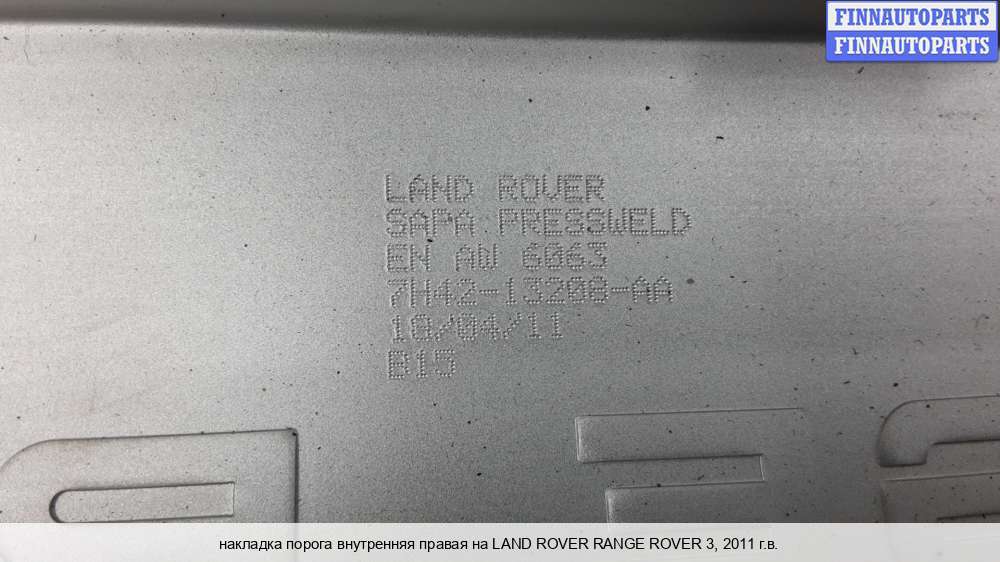 FINNAUTOPARTS
FINNAUTOPARTS
LAND ROVER
SAPA PRESSWELD
EN AW 6063
7H42-13208-AA
10/04/11
B15
накладка порога внутренняя правая на LAND ROVER RANGE ROVER 3, 2011 г.в.